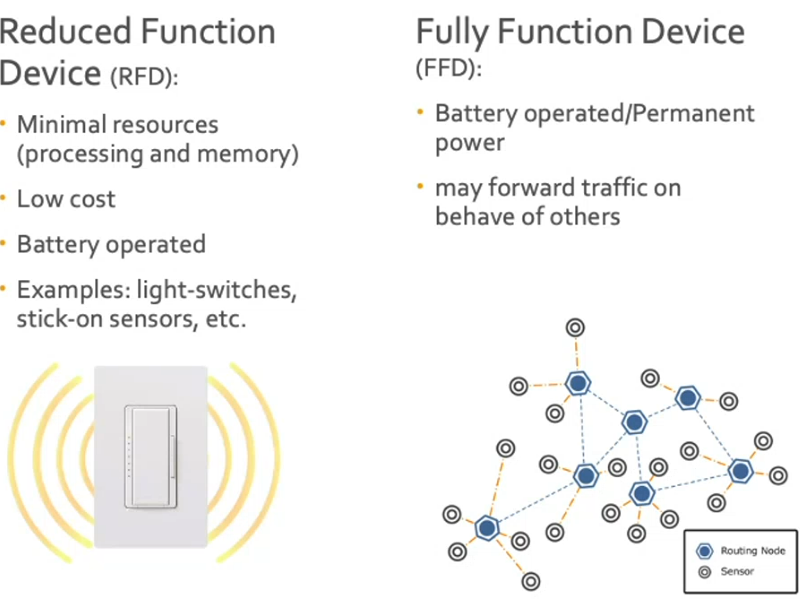 Reduced Function
Device (RFD):
• Minimal resources
(processing and memory)
• Low cost
• Battery operated
• Examples: light-switches,
stick-on sensors, etc.
Fully Function Device
(FFD):
• Battery operated/Permanent
power
• may forward traffic on
behave of others
Routing Node
Sensor